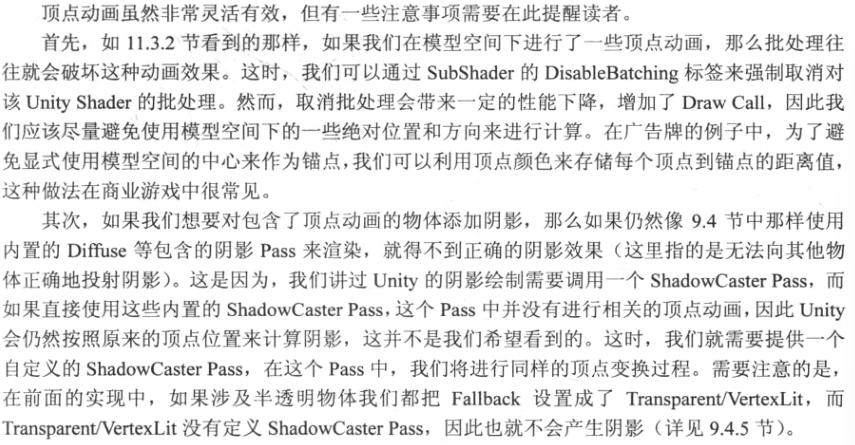 顶点动画虽然非常灵活有效，但有一些注意事项需要在此提醒读者。
首先，如 11.3.2 节看到的那样，如果我们在模型空间下进行了一些顶点动画，那么批处理往
往就会破坏这种动画效果。这时，我们可以通过 SubShader 的 DisableBatching 标签来强制取消对
该 Unity Shader 的批处理。然而，取消批处理会带来一定的性能下降，增加了 Draw Call，因此我
们应该尽量避免使用模型空间下的一些绝对位置和方向来进行计算。在广告牌的例子中，为了避
免显式使用模型空间的中心来作为锚点，我们可以利用顶点颜色来存储每个顶点到锚点的距离值，
这种做法在商业游戏中很常见。
其次，如果我们想要对包含了顶点动画的物体添加阴影，那么如果仍然像 9.4 节中那样使用
内置的 Diffuse 等包含的阴影 Pass 来渲染，就得不到正确的阴影效果（这里指的是无法向其他物
体正确地投射阴影）。这是因为，我们讲过 Unity 的阴影绘制需要调用一个 ShadowCaster Pass，而
如果直接使用这些内置的 ShadowCaster Pass，这个 Pass 中并没有进行相关的顶点动画，因此 Unity
会仍然按照原来的顶点位置来计算阴影，这并不是我们希望看到的。这时，我们就需要提供一个
自定义的 ShadowCaster Pass，在这个 Pass 中，我们将进行同样的顶点变换过程。需要注意的是，
在前面的实现中，如果涉及半透明物体我们都把 Fallback 设置成了 Transparent/VertexLit，而
Transparent/VertexLit 没有定义 ShadowCaster Pass，因此也就不会产生阴影（详见 9.4.5 节）。